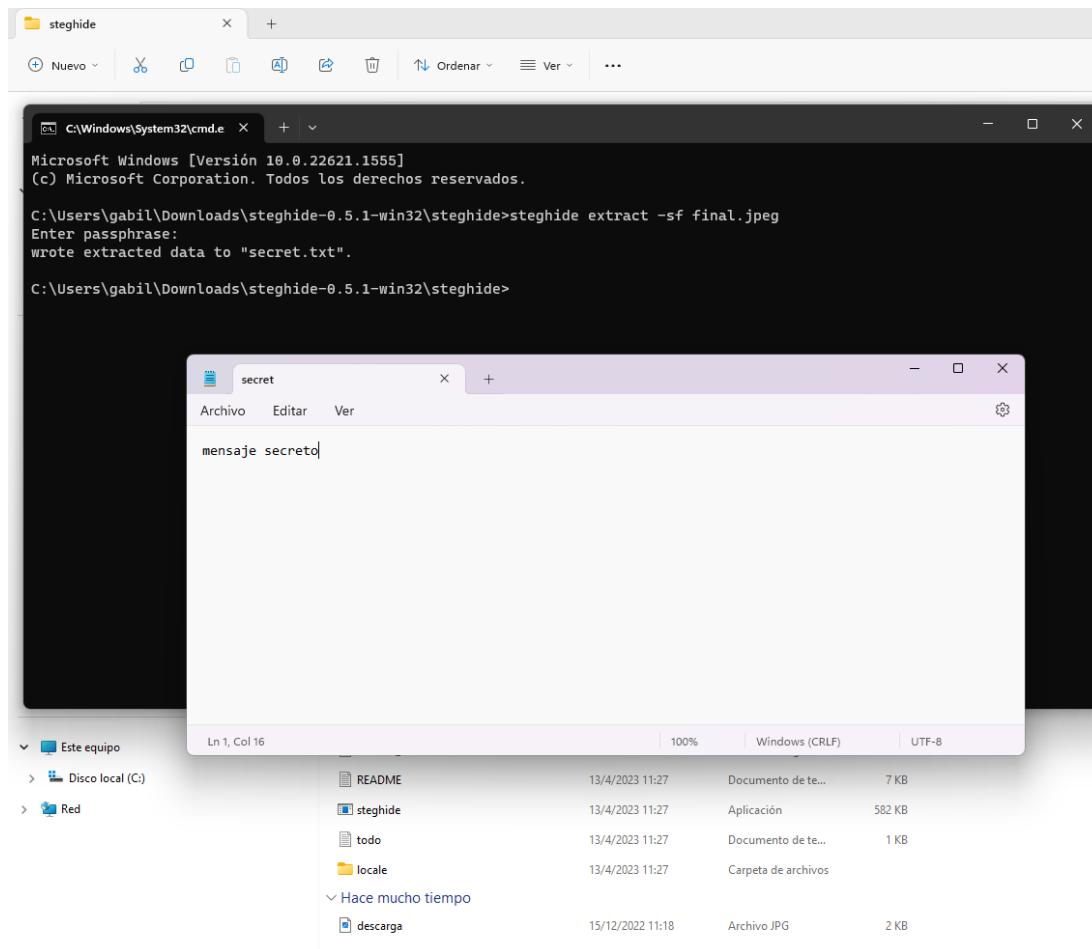 steghide
Nuevo
Ordenar
Ver
C:\Windows\System32\cmd.e
Microsoft Windows [Versión 10.0.22621.1555]
(c) Microsoft Corporation. Todos los derechos reservados.
C:\Users\gabil\Downloads\steghide-0.5.1-win32\steghide>steghide extract -sf final.jpeg
Enter passphrase:
wrote extracted data to "secret.txt".
C:\Users\gabil\Downloads\steghide-0.5.1-win32\steghide>
secret
Archivo Editar Ver
mensaje secreto
Ln 1, Col 16 100% Windows (CRLF) UTF-8
Este equipo
Disco local (C:)
Red
README 13/4/2023 11:27 Documento de te... 7 KB
steghide 13/4/2023 11:27 Aplicación 582 KB
todo 13/4/2023 11:27 Documento de te... 1 KB
locale 13/4/2023 11:27 Carpeta de archivos
Hace mucho tiempo
descarga 15/12/2022 11:18 Archivo JPG 2 KB